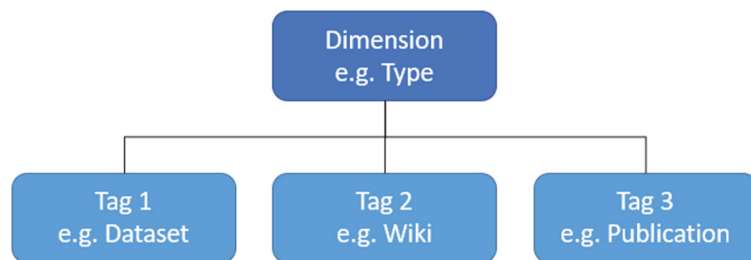 Dimension
e.g. Type
Tag 1
e.g. Dataset
Tag 2
e.g. Wiki
Tag 3
e.g. Publication